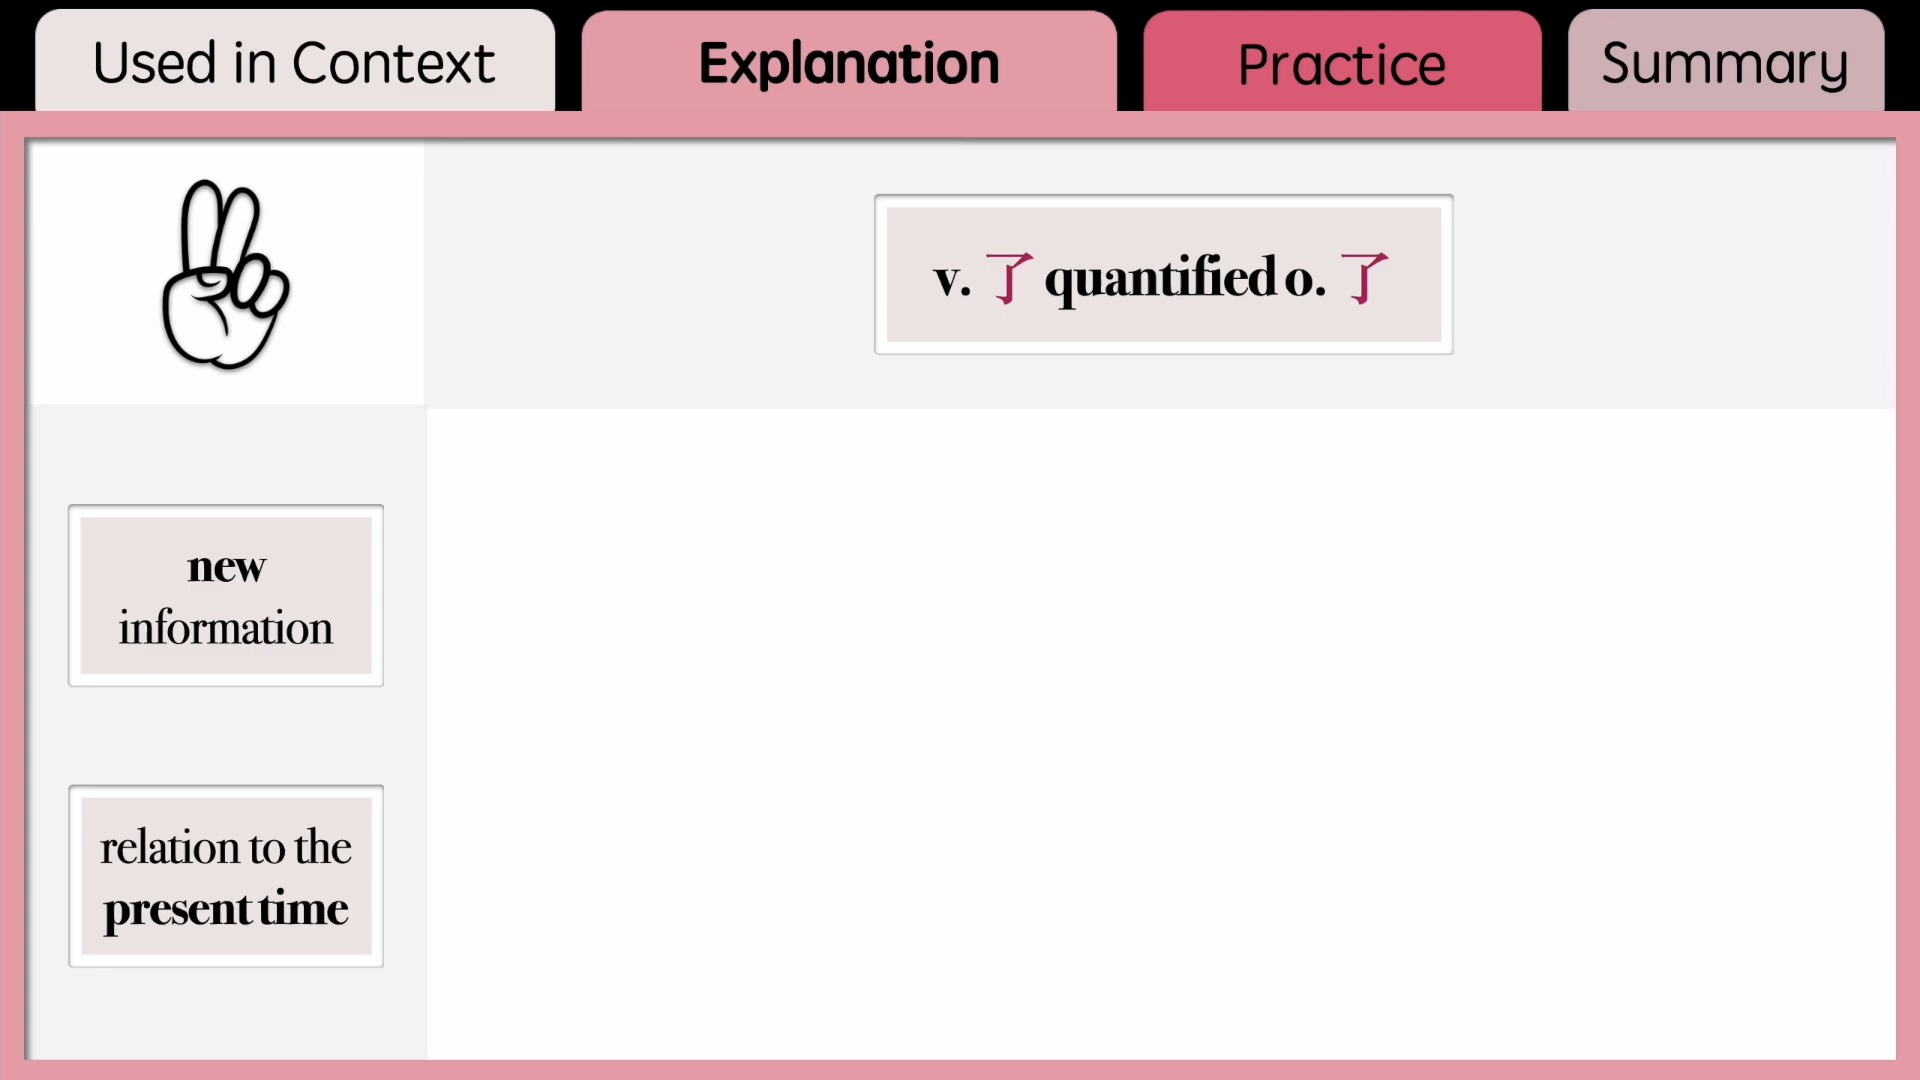 Used in Context
Explanation
Practice
Summary
v. 了 quantified o. 了
new
information
relation to the
present time